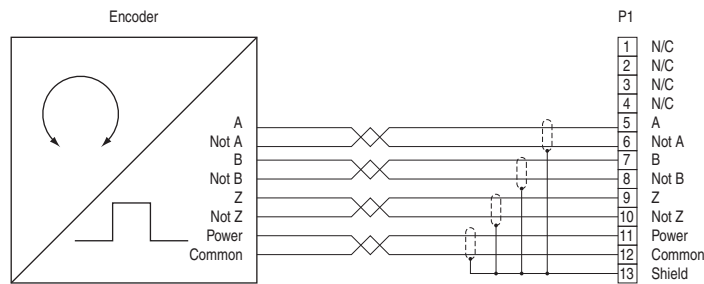 Encoder
P1
1 N/C
2 N/C
3 N/C
4 N/C
A 5 A
Not A 6 Not A
B 7 B
Not B 8 Not B
Z 9 Z
Not Z 10 Not Z
Power 11 Power
Common 12 Common
13 Shield